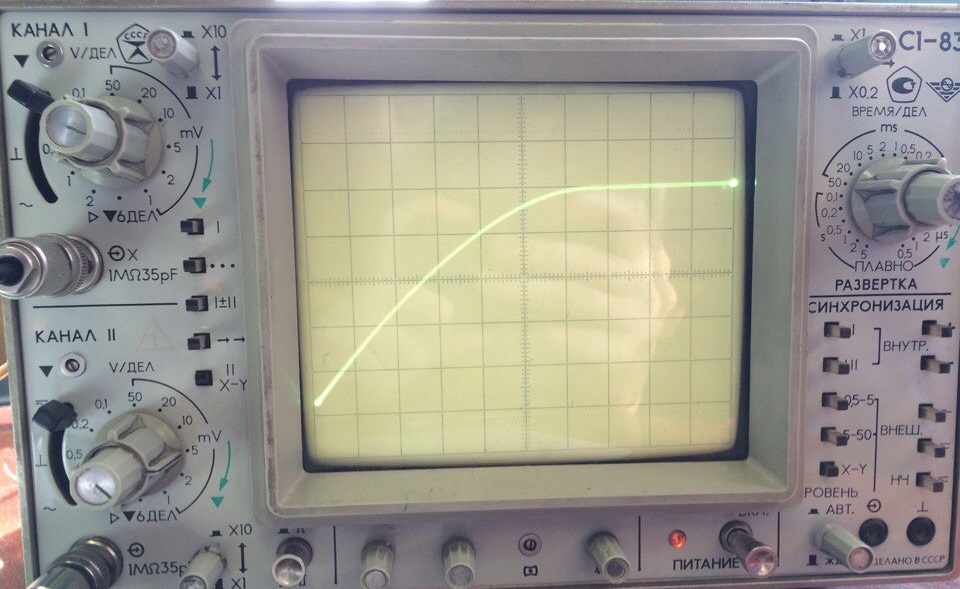 КАНАЛ I
V/ДЕЛ
СССР
X10
X1
0,1
50
20
10
mV
5
2
1
2
1
▷▼6ДЕЛ
X
1MΩ35pF
I
....
I±II
→→
II
X-Y
КАНАЛ II
V/ДЕЛ
50
0,1
20
0,2
10
mV
0,5
5
2
1
▷▼6ДЕЛ
X10
1MΩ35p
X1
X1
C1-83
X0,2
ВРЕМЯ/ДЕЛ
ms
20
10
5
2
1
0,5
0,2
50
0,1
0,2
5
2
μs
ПЛАВНО
РАЗВЕРТКА
СИНХРОНИЗАЦИЯ
I
II
ВНУТР.
0,5-5
5-50
ВНЕШ.
X-Y
НЧ
РОВЕНЬ
АВТ.
ПИТАНИЕ
ДЕЛАНО В СССР